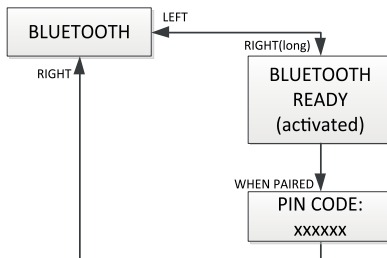 BLUETOOTH
LEFT
RIGHT(long)
RIGHT
BLUETOOTH
READY
(activated)
WHEN PAIRED
PIN CODE:
xxxxxx